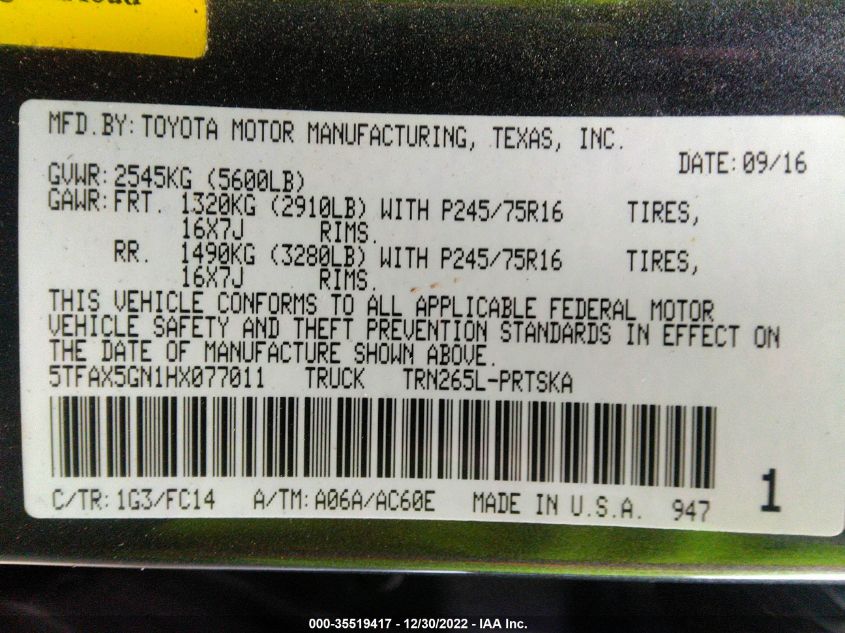 MFD.BY: TOYOTA MOTOR MANUFACTURING, TEXAS, INC.
DATE: 09/16
GVWR: 2545KG (5600LB)
GAWR: FRT. 1320KG (2910LB) WITH P245/75R16 TIRES,
16X7J RIMS.
RR. 1490KG (3280LB) WITH P245/75R16 TIRES,
16X7J RIMS.
THIS VEHICLE CONFORMS TO ALL APPLICABLE FEDERAL MOTOR
VEHICLE SAFETY AND THEFT PREVENTION STANDARDS IN EFFECT ON
THE DATE OF MANUFACTURE SHOWN ABOVE.
5TFAX5GN1HX077011 TRUCK TRN265L-PRTSKA
C/TR: 1G3/FC14 A/TM: A06A/AC60E MADE IN U.S.A. 947
1
000-35519417 - 12/30/2022 - IAA Inc.